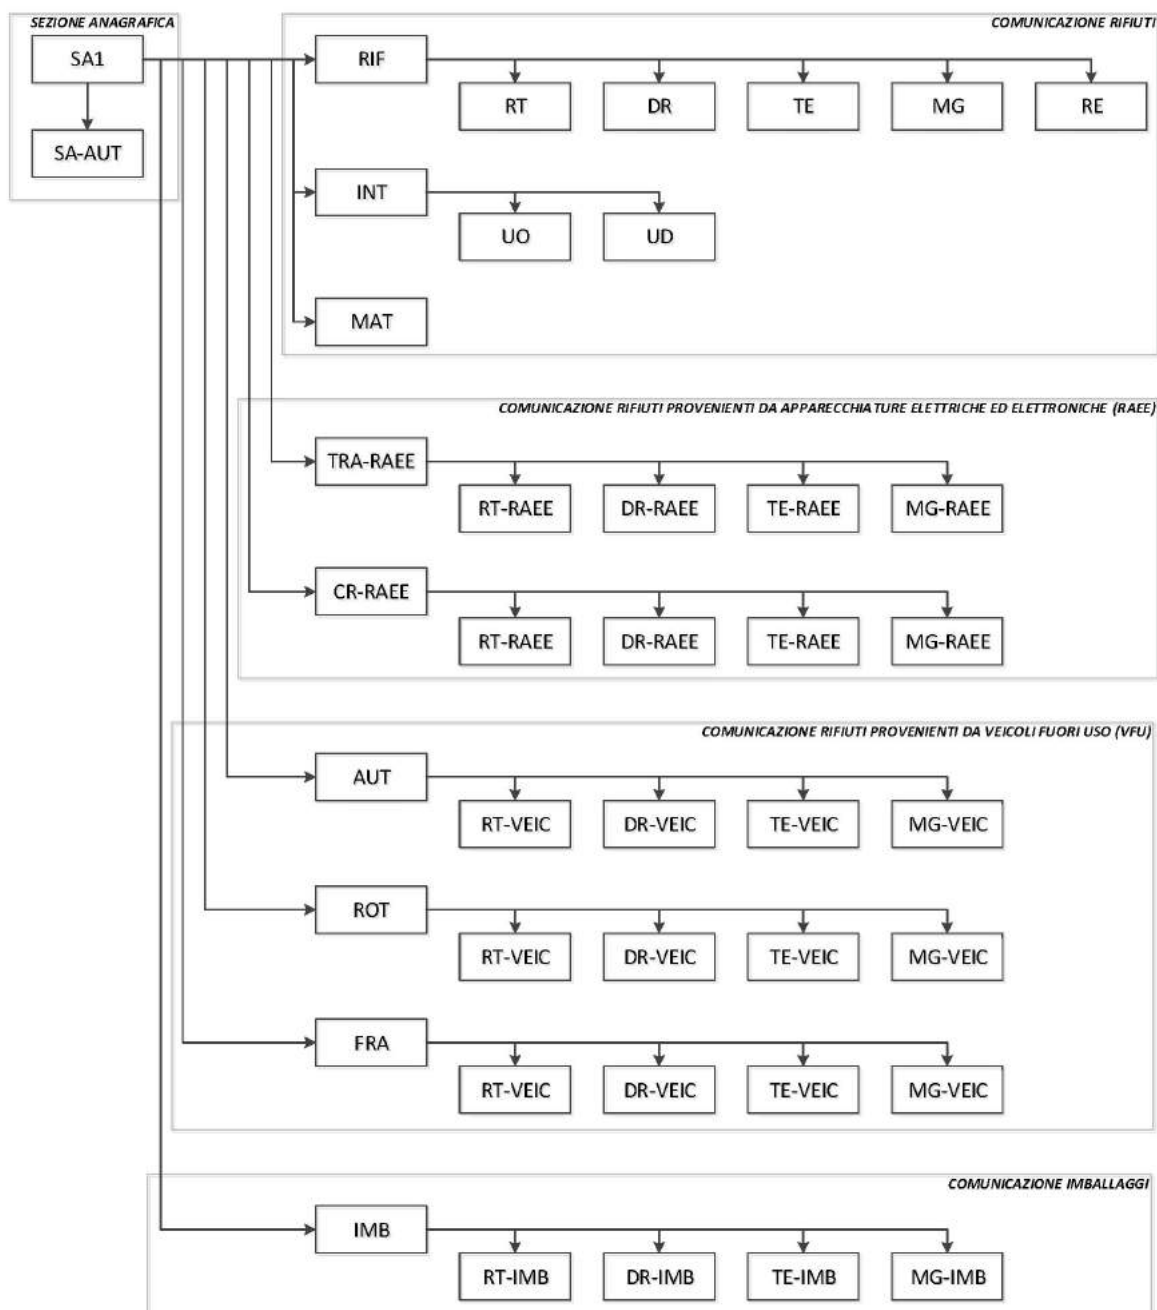 SEZIONE ANAGRAFICA
SA1
SA-AUT
COMUNICAZIONE RIFIUTI
RIF
RT DR TE MG RE
INT
UO UD
MAT
COMUNICAZIONE RIFIUTI PROVENIENTI DA APPARECCHIATURE ELETTRICHE ED ELETTRONICHE (RAEE)
TRA-RAEE
RT-RAEE DR-RAEE TE-RAEE MG-RAEE
CR-RAEE
RT-RAEE DR-RAEE TE-RAEE MG-RAEE
COMUNICAZIONE RIFIUTI PROVENIENTI DA VEICOLI FUORI USO (VFU)
AUT
RT-VEIC DR-VEIC TE-VEIC MG-VEIC
ROT
RT-VEIC DR-VEIC TE-VEIC MG-VEIC
FRA
RT-VEIC DR-VEIC TE-VEIC MG-VEIC
COMUNICAZIONE IMBALLAGGI
IMB
RT-IMB DR-IMB TE-IMB MG-IMB